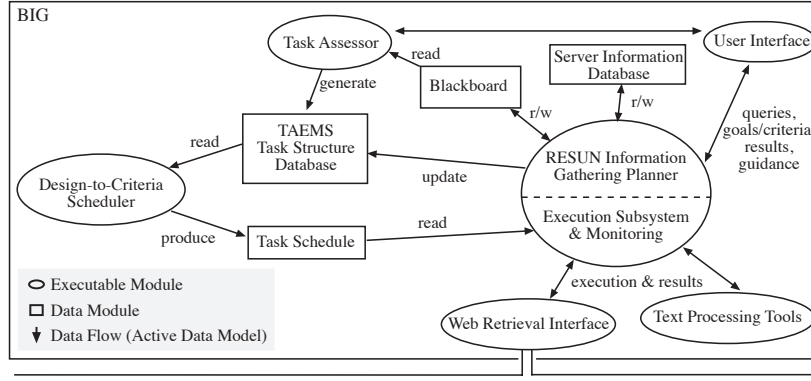 BIG
Task Assessor
User Interface
read
Server Information
Database
Blackboard
generate
r/w
r/w
TAEMS
Task Structure
Database
read
queries,
goals/criteria
results,
guidance
RESUN Information
Gathering Planner
update
Design-to-Criteria
Scheduler
Execution Subsystem
& Monitoring
produce
Task Schedule
read
Executable Module
Data Module
Data Flow (Active Data Model)
execution & results
Web Retrieval Interface
Text Processing Tools